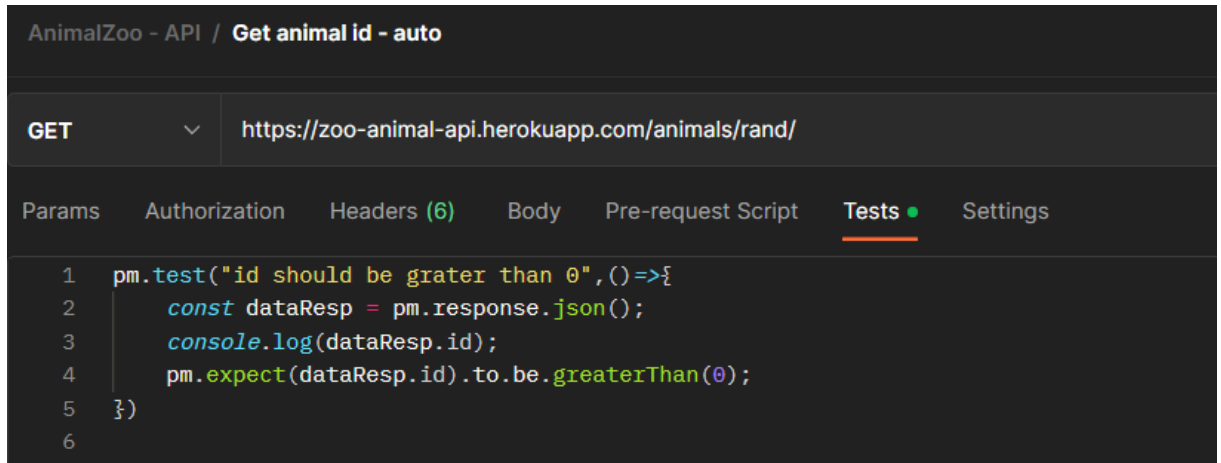 AnimalZoo - API / Get animal id - auto
GET https://zoo-animal-api.herokuapp.com/animals/rand/
Params Authorization Headers (6) Body Pre-request Script Tests Settings
1 pm.test("id should be grater than 0",()=>{
2 const dataResp = pm.response.json();
3 console.log(dataResp.id);
4 pm.expect(dataResp.id).to.be.greaterThan(0);
5 })
6